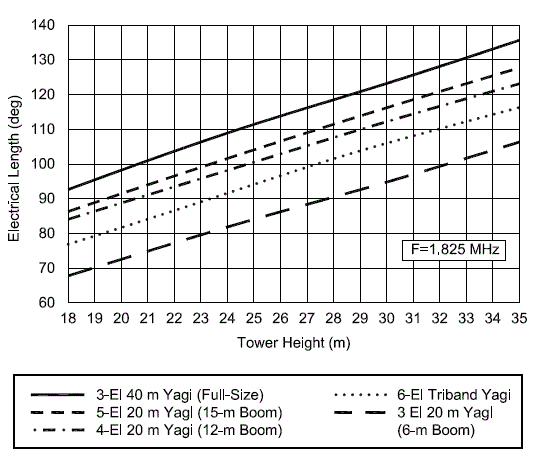 140
130
120
110
100
90
80
70
60
Electrical Length (deg)
F=1,825 MHz
18 19 20 21 22 23 24 25 26 27 28 29 30 31 32 33 34 35
Tower Height (m)
3-El 40 m Yagi (Full-Size)
5-El 20 m Yagl (15-m Boom)
4-El 20 m Yagi (12-m Boom)
6-El Triband Yagi
3 El 20 m Yagl
(6-m Boom)